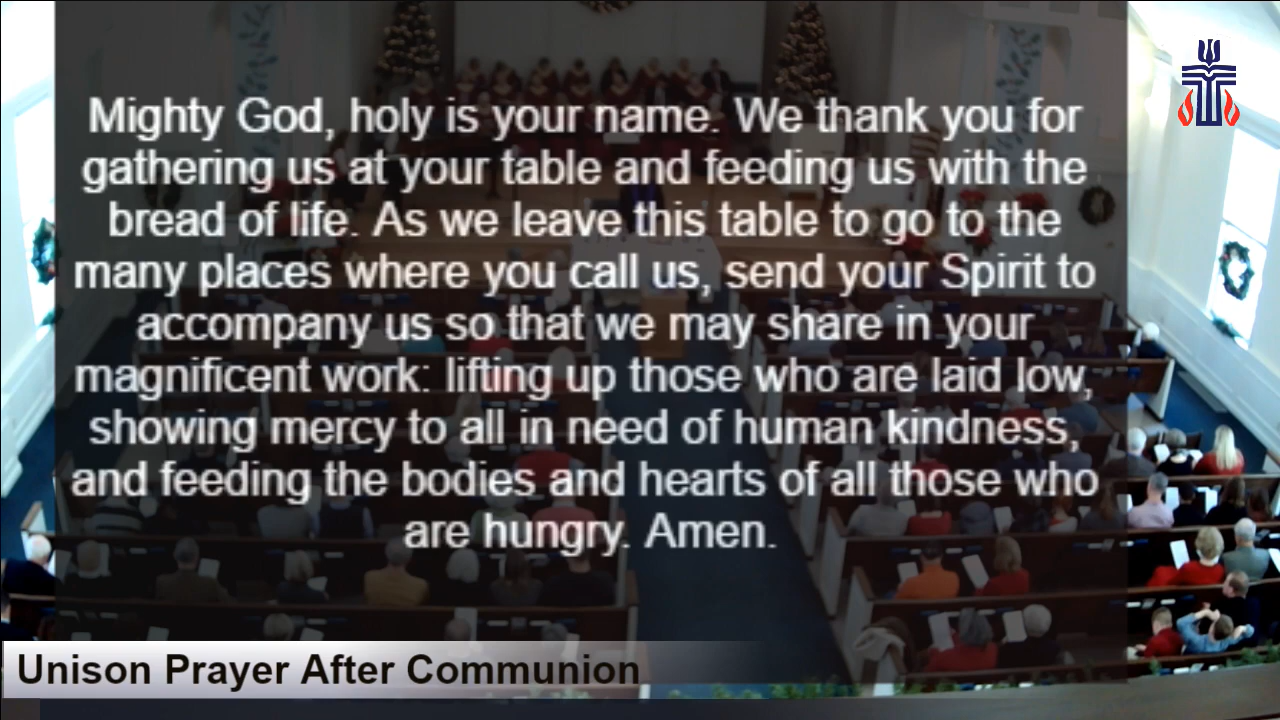 Mighty God, holy is your name. We thank you for
gathering us at your table and feeding us with the
bread of life. As we leave this table to go to the
many places where you call us, send your Spirit to
accompany us so that we may share in your
magnificent work: lifting up those who are laid low,
showing mercy to all in need of human kindness,
and feeding the bodies and hearts of all those who
are hungry. Amen.
Unison Prayer After Communion